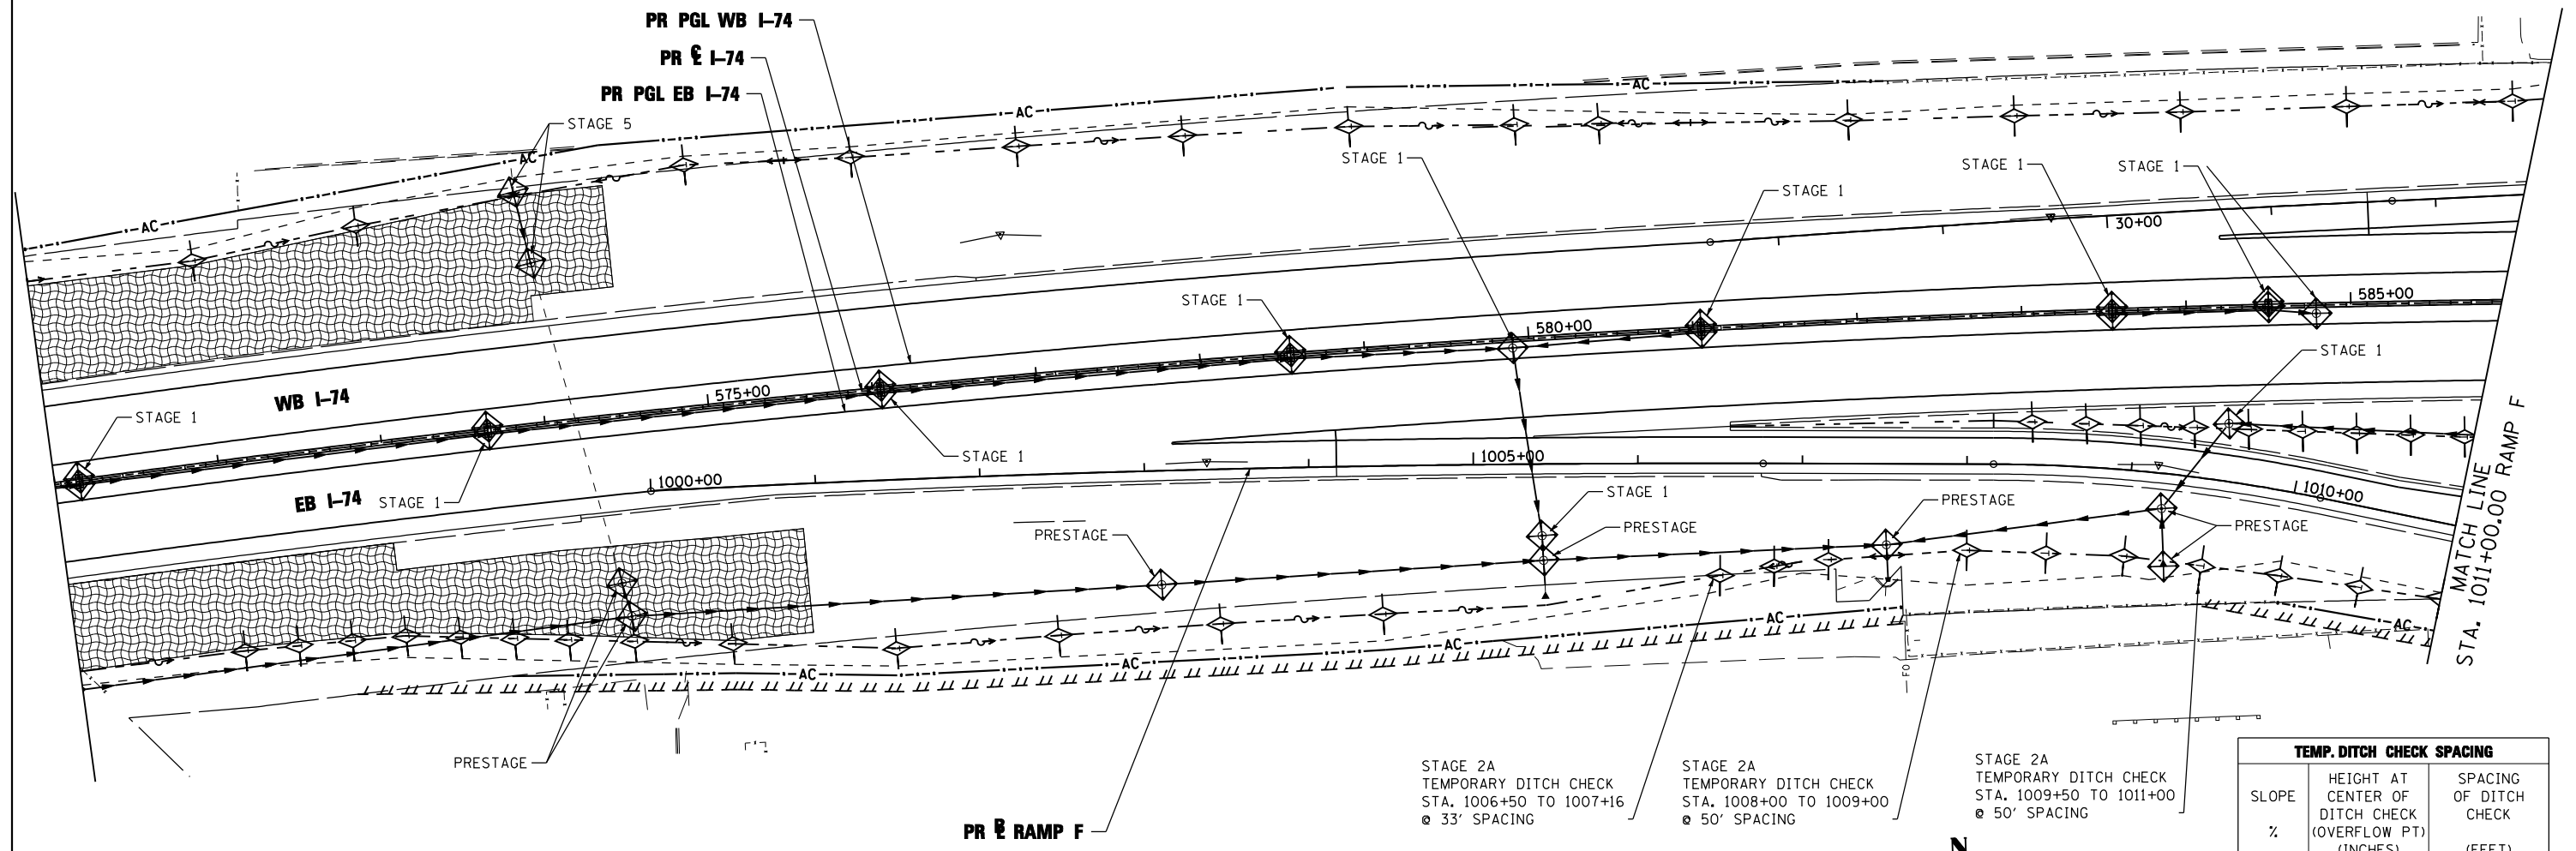 PR PGL WB I-74
PR ℄ I-74
PR PGL EB I-74
STAGE 5
AC
AC
AC
AC
STAGE 1
STAGE 1
STAGE 1
STAGE 1
30+00
STAGE 1
580+00
585+00
STAGE 1
575+00
WB I-74
STAGE 1
STAGE 1
STAGE 1
EB I-74
1000+00
1005+00
1010+00
STAGE 1
PRESTAGE
PRESTAGE
PRESTAGE
PRESTAGE
MATCH LINE
STA. 1011+00.00 RAMP F
AC
AC
AC
AC
AC
FO
PRESTAGE
STAGE 2A
TEMPORARY DITCH CHECK
STA. 1006+50 TO 1007+16
@ 33' SPACING
STAGE 2A
TEMPORARY DITCH CHECK
STA. 1008+00 TO 1009+00
@ 50' SPACING
STAGE 2A
TEMPORARY DITCH CHECK
STA. 1009+50 TO 1011+00
@ 50' SPACING
PR BL RAMP F
N
TEMP. DITCH CHECK SPACING
SLOPE
%
HEIGHT AT
CENTER OF
DITCH CHECK
(OVERFLOW PT)
(INCHES)
SPACING
OF DITCH
CHECK
(FEET)